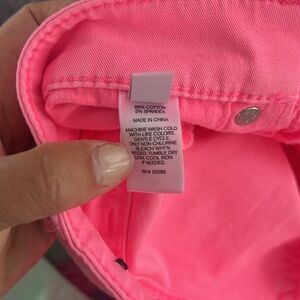 98% COTTON
2% SPANDEX
MADE IN CHINA
MACHINE WASH COLD
WITH LIKE COLORS.
GENTLE CYCLE.
ONLY NON-CHLORINE
BLEACH WHEN
NEEDED. TUMBLE DRY
LOW. COOL IRON
IF NEEDED.
RN# 55285